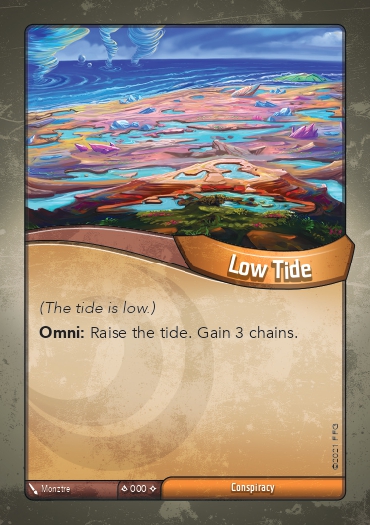 Low Tide
(The tide is low.)
Omni: Raise the tide. Gain 3 chains.
©2021 FFG
Monztre
000
Conspiracy